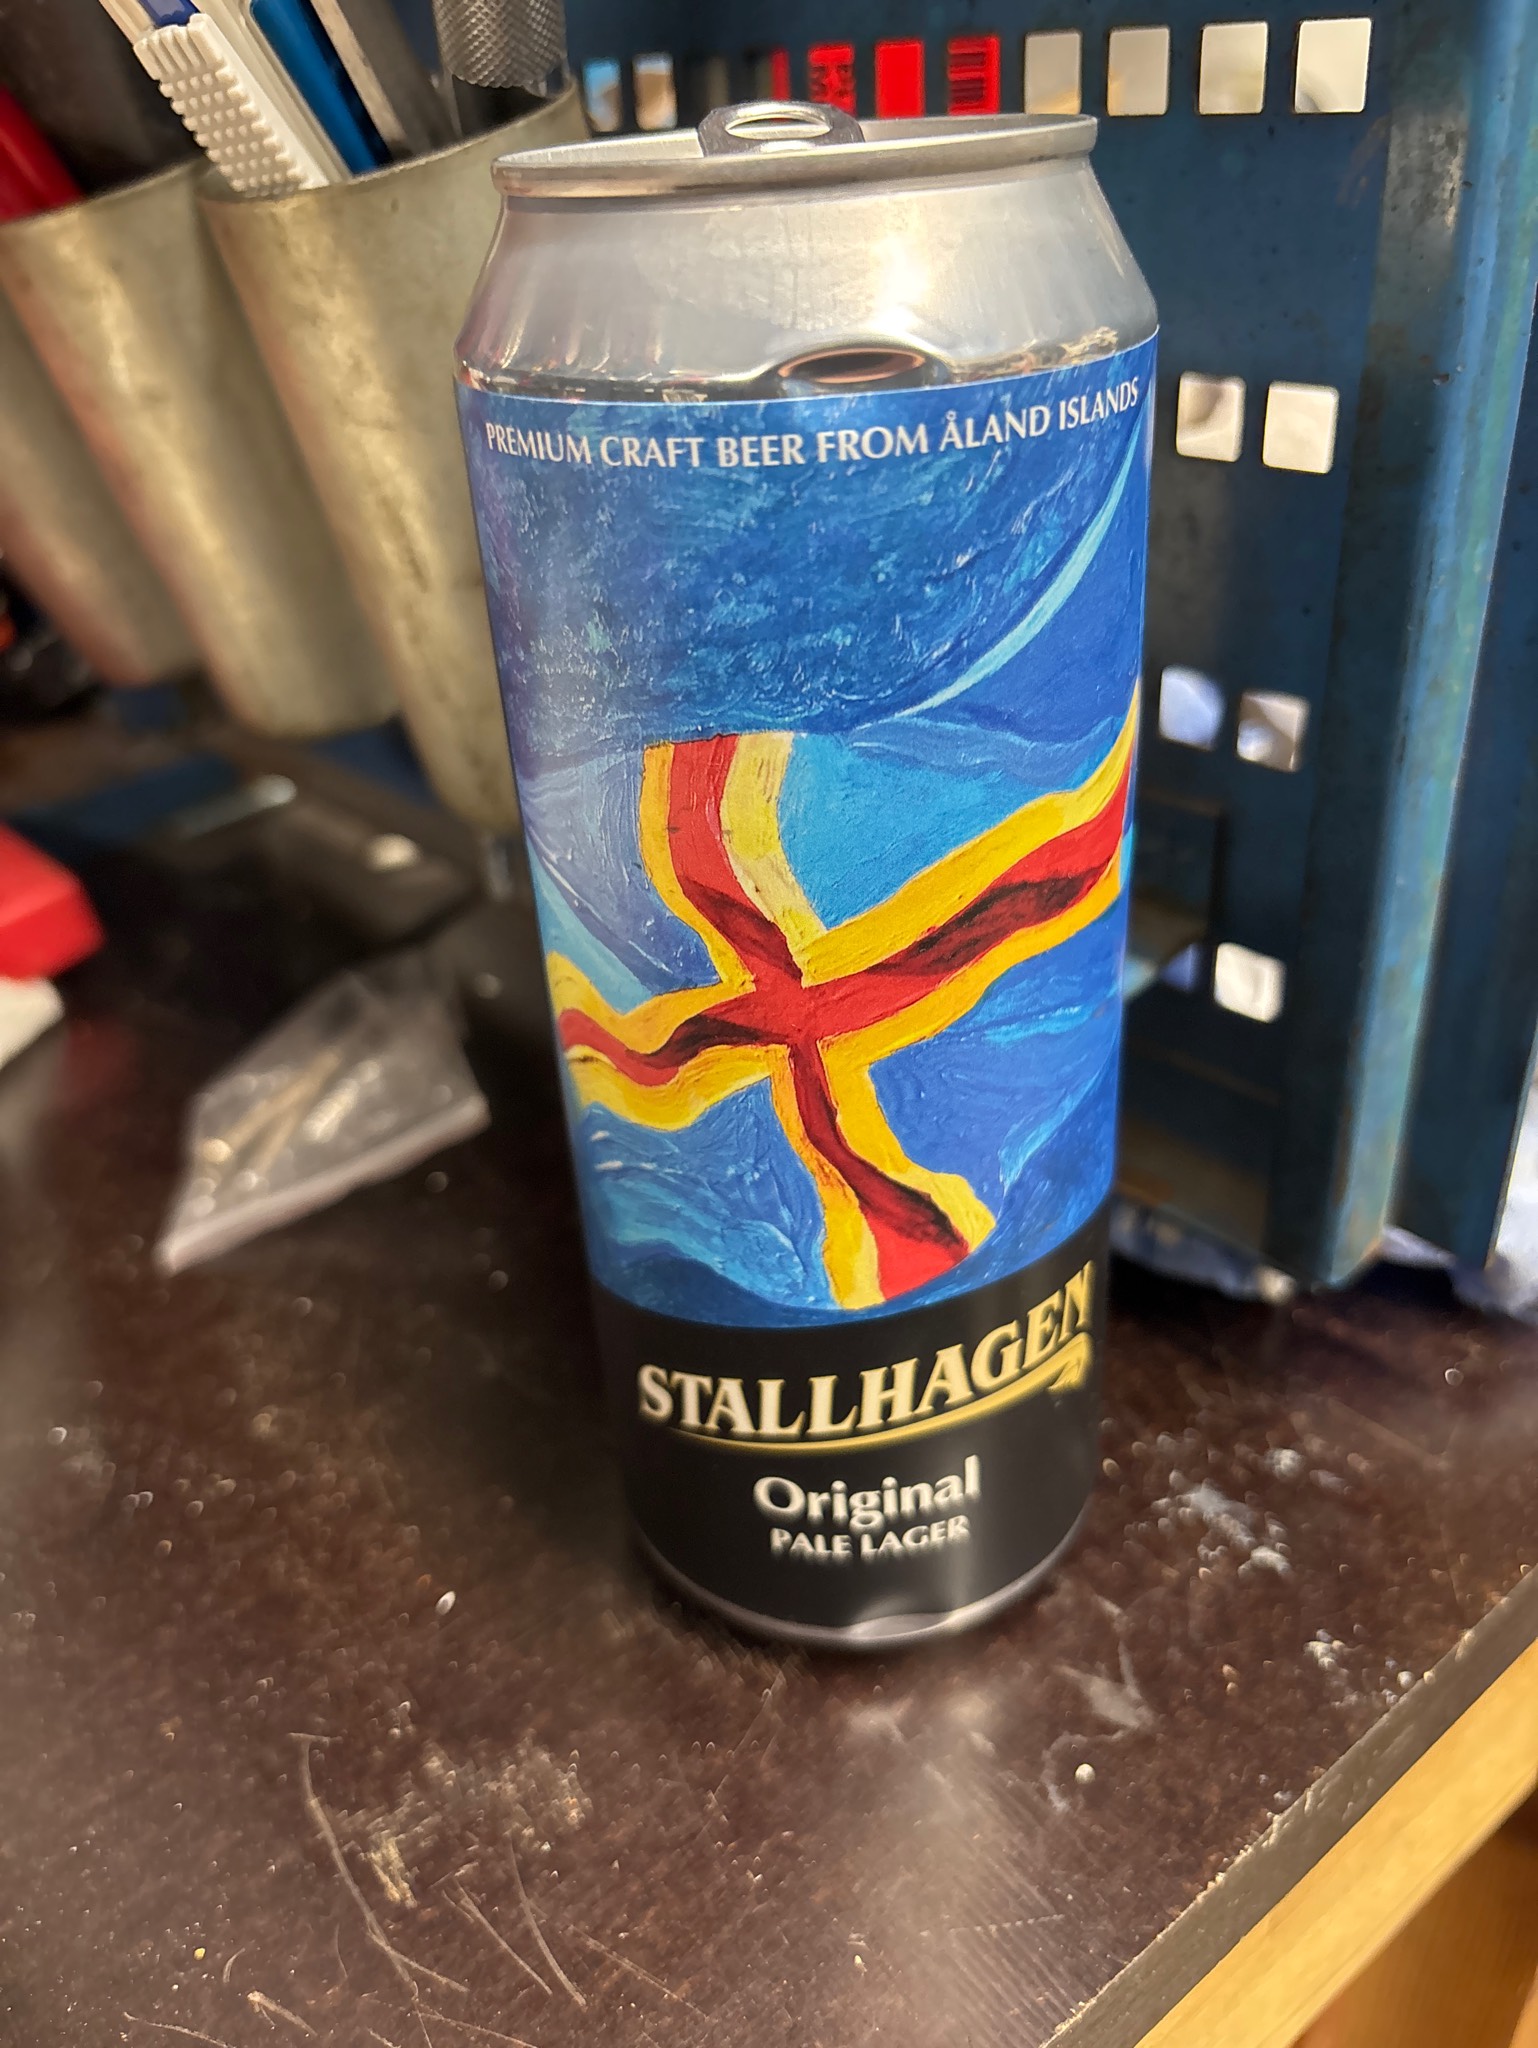 PREMIUM CRAFT BEER FROM ÅLAND ISLANDS
STALLHAGEN
Original
PALE LAGER